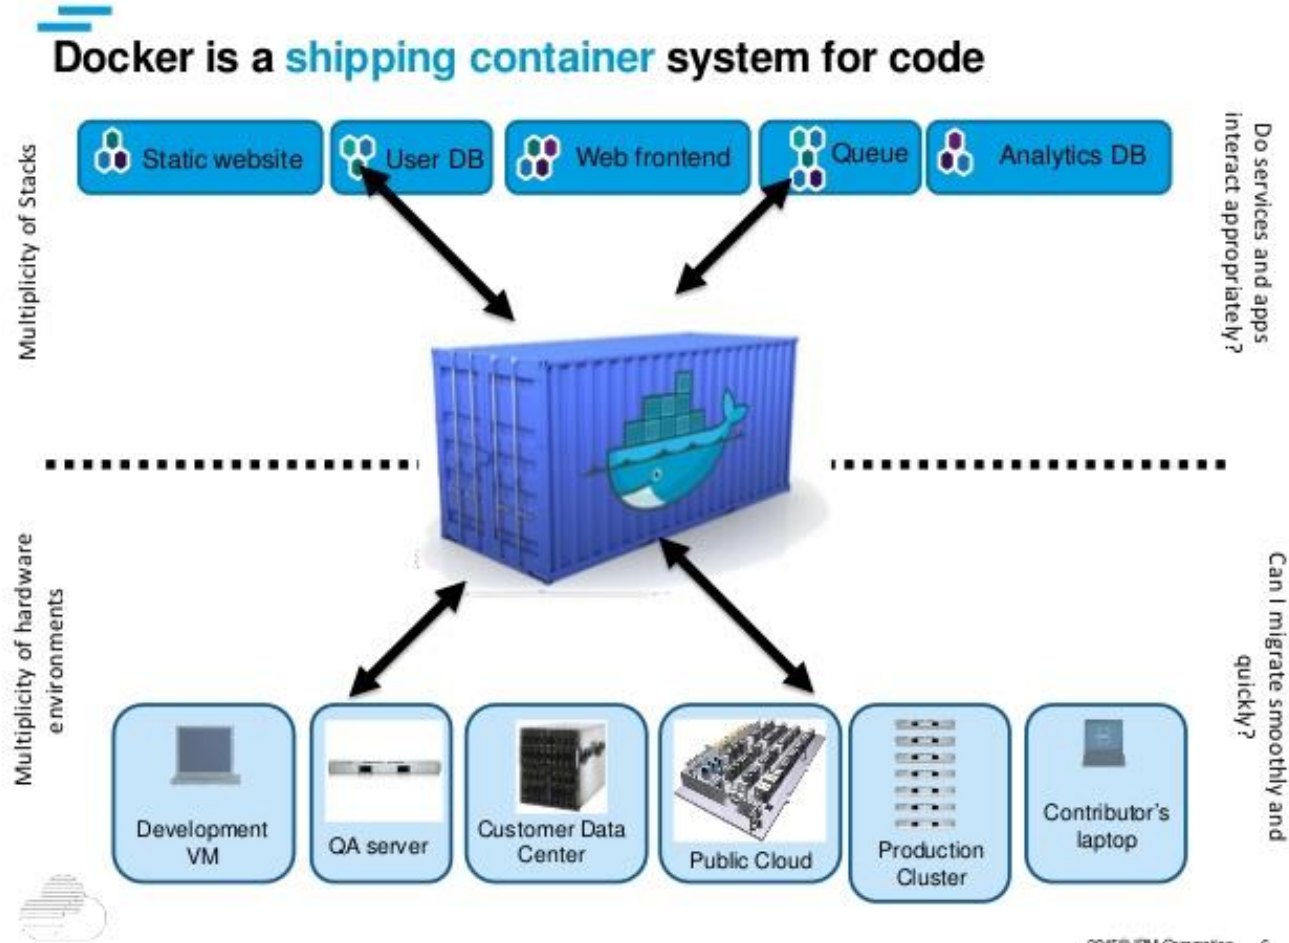 Docker is a shipping container system for code
Multiplicity of Stacks
Static website
User DB
Web frontend
Queue
Analytics DB
Do services and apps
interact appropriately?
Multiplicity of hardware
environments
Can I migrate smoothly and
quickly?
Development
VM
QA server
Customer Data
Center
Public Cloud
Production
Cluster
Contributor's
laptop